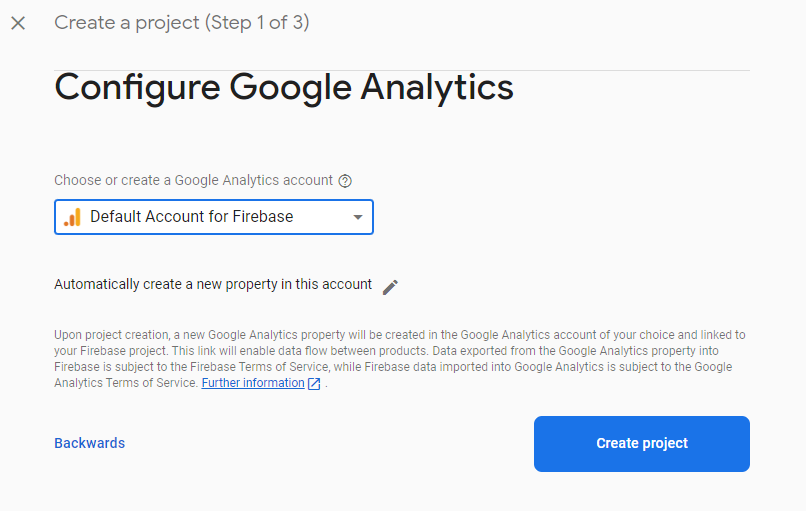 Create a project (Step 1 of 3)
Configure Google Analytics
Choose or create a Google Analytics account
Default Account for Firebase
Automatically create a new property in this account
Upon project creation, a new Google Analytics property will be created in the Google Analytics account of your choice and linked to
your Firebase project. This link will enable data flow between products. Data exported from the Google Analytics property into
Firebase is subject to the Firebase Terms of Service, while Firebase data imported into Google Analytics is subject to the Google
Analytics Terms of Service. Further information .
Backwards
Create project